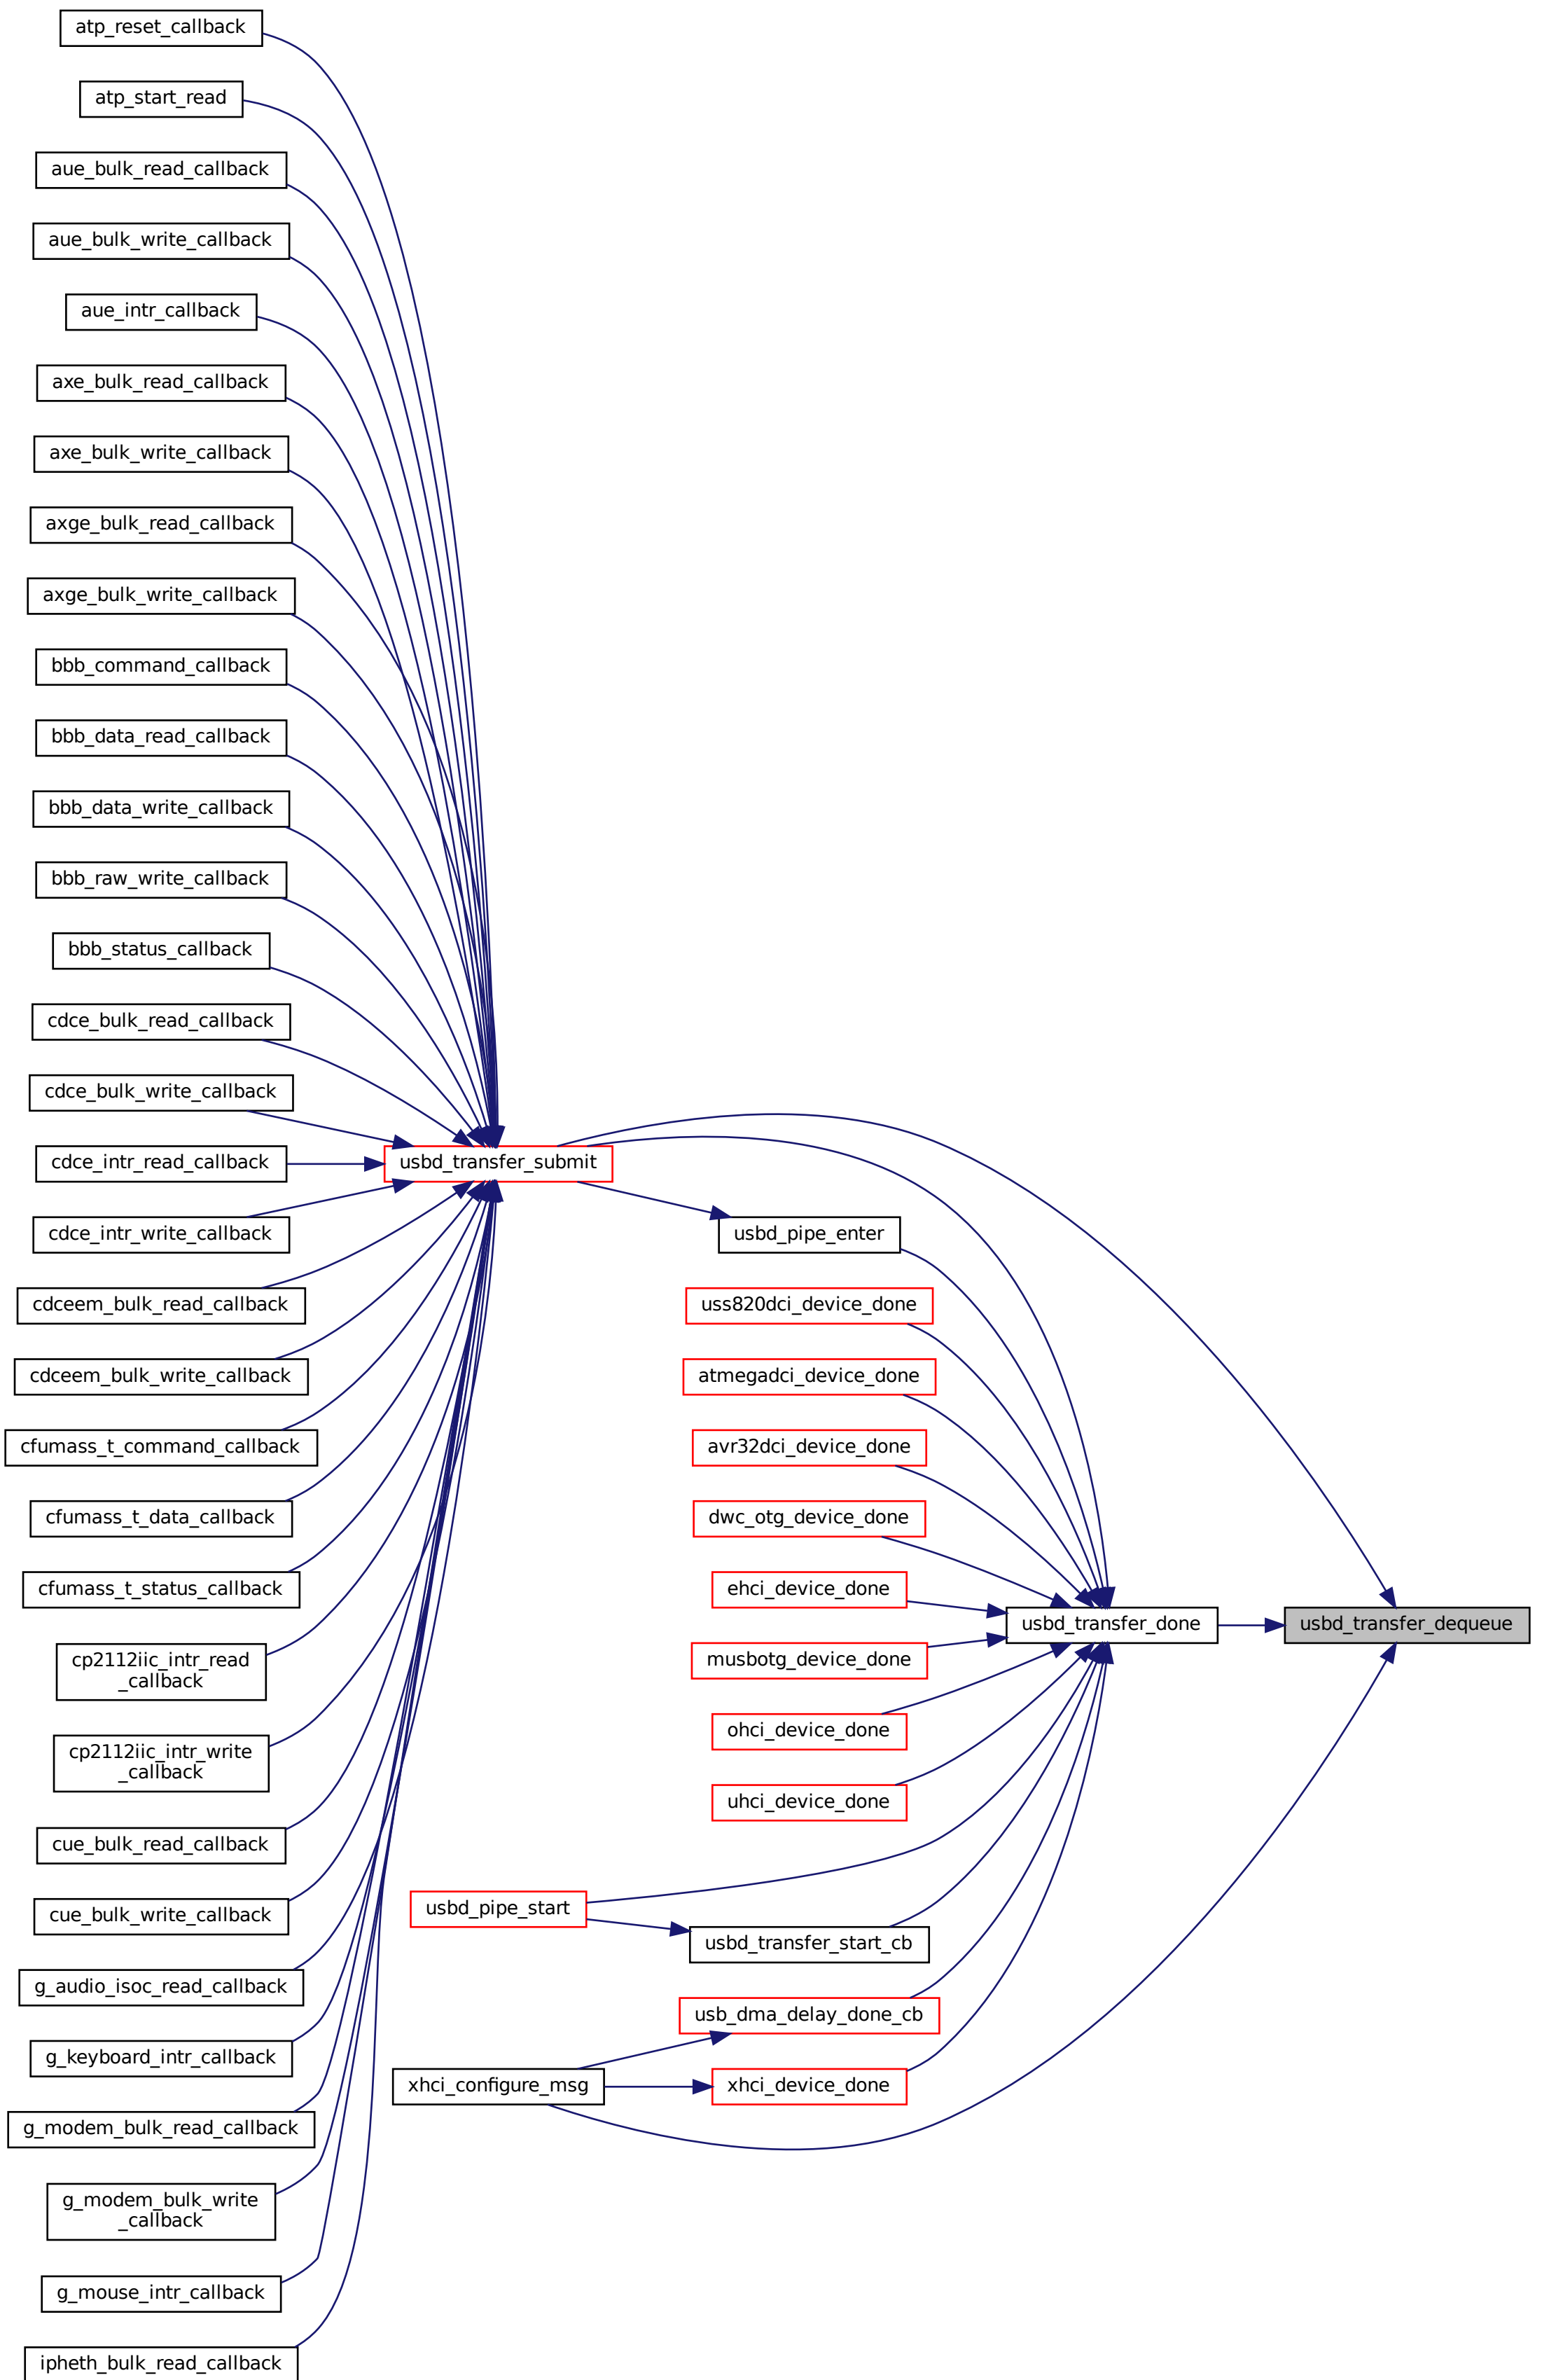 atp_reset_callback
atp_start_read
aue_bulk_read_callback
aue_bulk_write_callback
aue_intr_callback
axe_bulk_read_callback
axe_bulk_write_callback
axge_bulk_read_callback
axge_bulk_write_callback
bbb_command_callback
bbb_data_read_callback
bbb_data_write_callback
bbb_raw_write_callback
bbb_status_callback
cdce_bulk_read_callback
cdce_bulk_write_callback
cdce_intr_read_callback
cdce_intr_write_callback
cdceem_bulk_read_callback
cdceem_bulk_write_callback
cfumass_t_command_callback
cfumass_t_data_callback
cfumass_t_status_callback
cp2112iic_intr_read
_callback
cp2112iic_intr_write
_callback
cue_bulk_read_callback
cue_bulk_write_callback
g_audio_isoc_read_callback
g_keyboard_intr_callback
g_modem_bulk_read_callback
g_modem_bulk_write
_callback
g_mouse_intr_callback
ipheth_bulk_read_callback
usbd_transfer_submit
usbd_pipe_start
xhci_configure_msg
usbd_pipe_enter
uss820dci_device_done
atmegadci_device_done
avr32dci_device_done
dwc_otg_device_done
ehci_device_done
musbotg_device_done
ohci_device_done
uhci_device_done
usbd_transfer_start_cb
usb_dma_delay_done_cb
xhci_device_done
usbd_transfer_done
usbd_transfer_dequeue